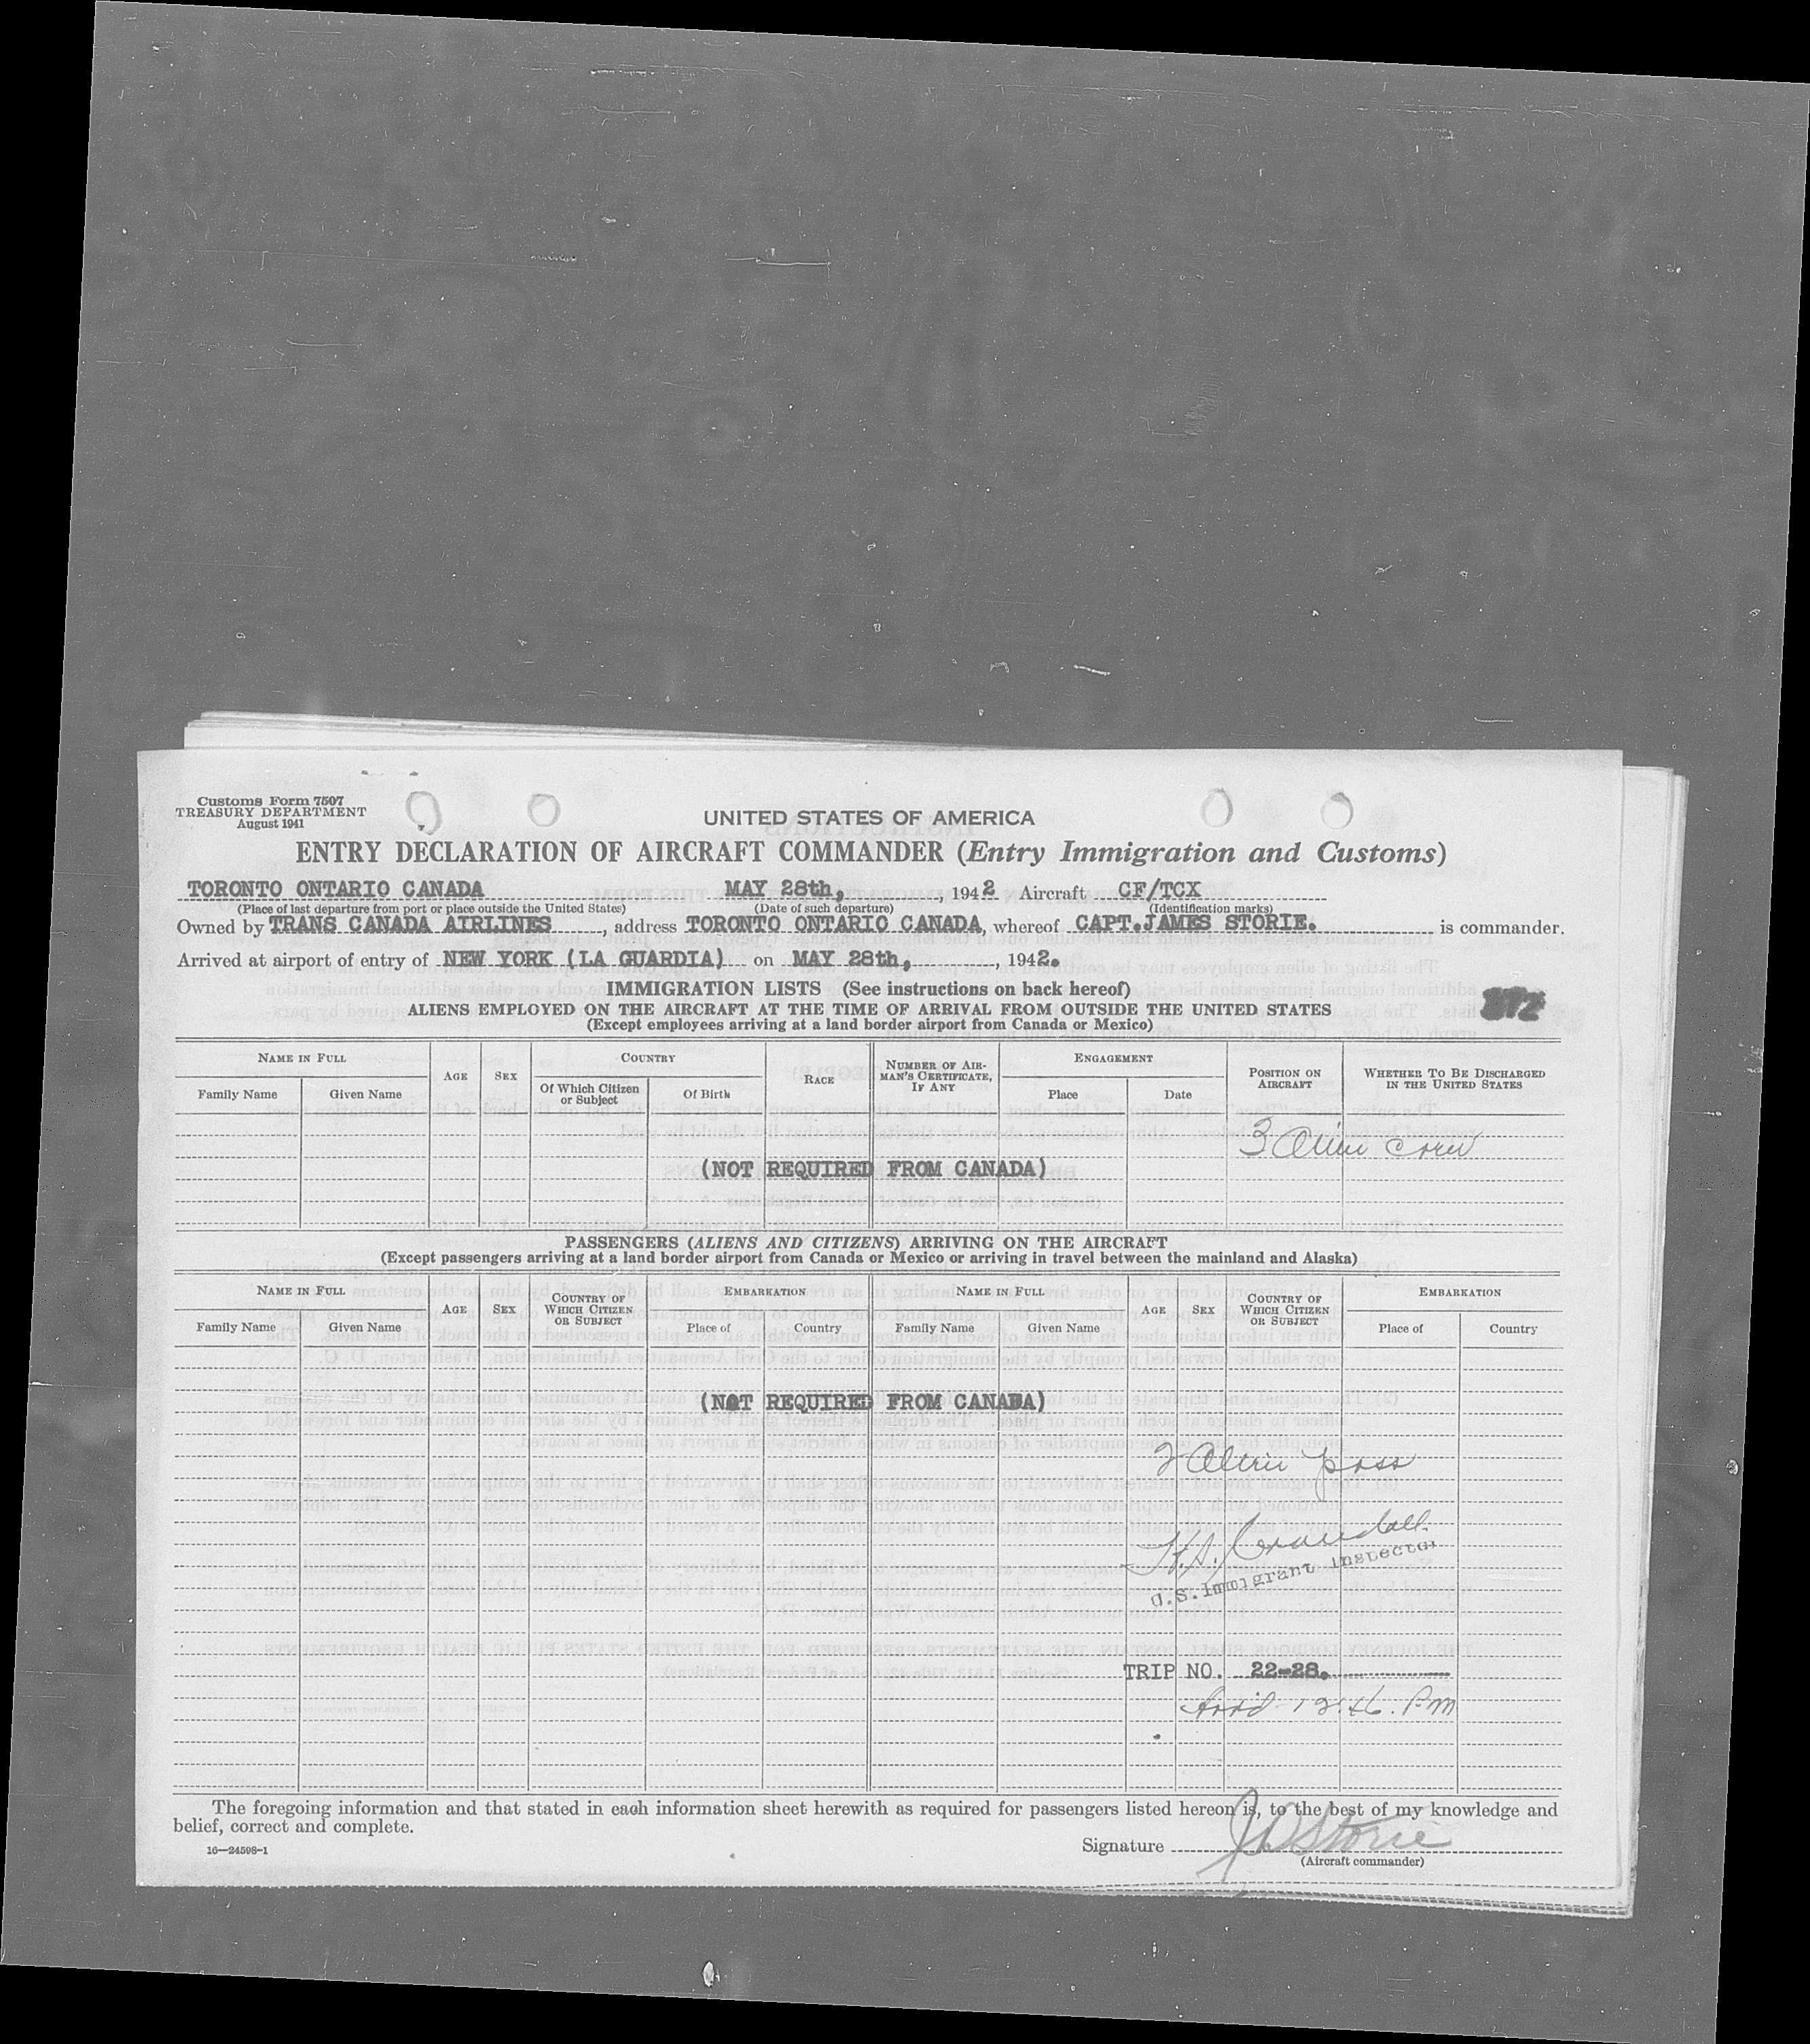 Customs Form 7507
TREASURY DEPARTMENT
August 1941
UNITED STATES OF AMERICA
ENTRY DECLARATION OF AIRCRAFT COMMANDER (Entry Immigration and Customs)
TORONTO ONTARIO CANADA MAY 28th, , 1942 Aircraft CF/TCX
(Place of last departure from port or place outside the United States) (Date of such departure) (Identification marks)
Owned by TRANS CANADA AIRLINES , address TORONTO ONTARIO CANADA, whereof CAPT.JAMES STORIE. is commander.
Arrived at airport of entry of NEW YORK (LA GUARDIA) on MAY 28th, , 1942.
IMMIGRATION LISTS (See instructions on back hereof)
ALIENS EMPLOYED ON THE AIRCRAFT AT THE TIME OF ARRIVAL FROM OUTSIDE THE UNITED STATES
(Except employees arriving at a land border airport from Canada or Mexico)
NAME IN FULL AGE SEX COUNTRY RACE NUMBER OF AIRMAN'S CERTIFICATE, IF ANY ENGAGEMENT POSITION ON AIRCRAFT WHETHER TO BE DISCHARGED IN THE UNITED STATES
Family Name Given Name Of Which Citizen or Subject Of Birth Place Date
3 Alien crew
(NOT REQUIRED FROM CANADA)
PASSENGERS (ALIENS AND CITIZENS) ARRIVING ON THE AIRCRAFT
(Except passengers arriving at a land border airport from Canada or Mexico or arriving in travel between the mainland and Alaska)
NAME IN FULL AGE SEX COUNTRY OF WHICH CITIZEN OR SUBJECT EMBARKATION NAME IN FULL AGE SEX COUNTRY OF WHICH CITIZEN OR SUBJECT EMBARKATION
Family Name Given Name Place of Country Family Name Given Name Place of Country
(NOT REQUIRED FROM CANADA)
2 Alien pass
H.S. Crandall
U.S. Immigrant Inspector
TRIP NO. 22-28.
Arrd 12:46 PM
The foregoing information and that stated in each information sheet herewith as required for passengers listed hereon is, to the best of my knowledge and
belief, correct and complete.
Signature JD Storie
16—24598-1 (Aircraft commander)